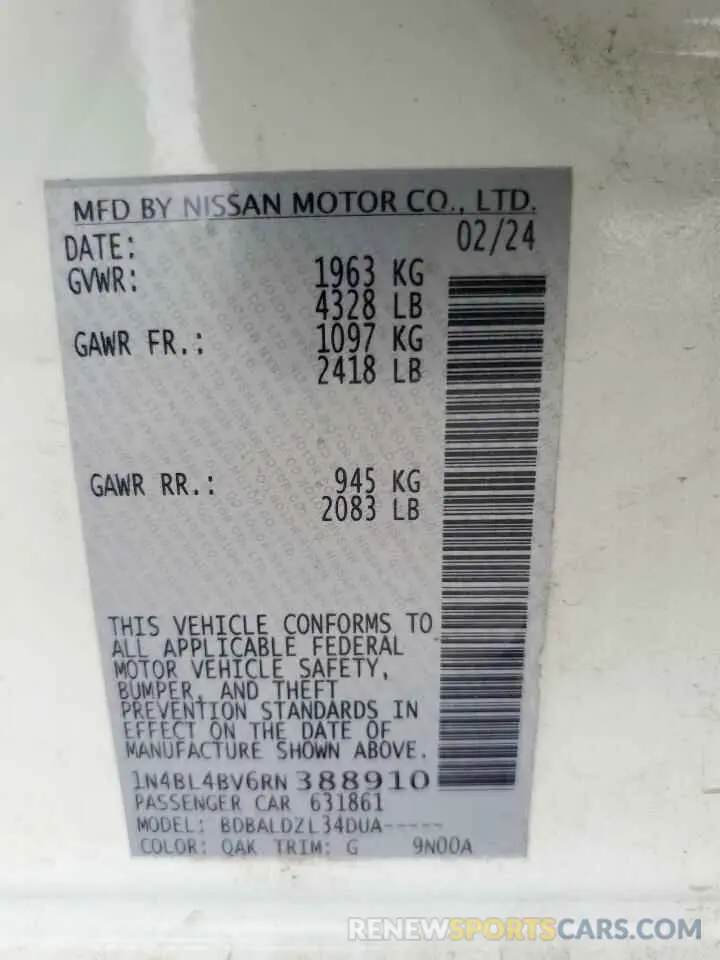 MFD BY NISSAN MOTOR CO., LTD.
DATE: 02/24
GVWR: 1963 KG
4328 LB
GAWR FR.: 1097 KG
2418 LB
GAWR RR.: 945 KG
2083 LB
THIS VEHICLE CONFORMS TO
ALL APPLICABLE FEDERAL
MOTOR VEHICLE SAFETY,
BUMPER, AND THEFT
PREVENTION STANDARDS IN
EFFECT ON THE DATE OF
MANUFACTURE SHOWN ABOVE.
1N4BL4BV6RN388910
PASSENGER CAR 631861
MODEL: BDBALDZL34DUA-----
COLOR: QAK TRIM: G 9N00A
RENEWSPORTSCARS.COM